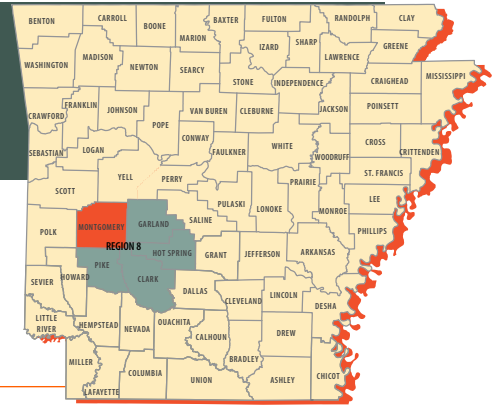 BENTON
CARROLL
BOONE
MARION
BAXTER
FULTON
RANDOLPH
CLAY
IZARD
SHARP
GREENE
WASHINGTON
MADISON
NEWTON
SEARCY
STONE
INDEPENDENCE
LAWRENCE
CRAIGHEAD
MISSISSIPPI
CRAWFORD
FRANKLIN
JOHNSON
POPE
VAN BUREN
CLEBURNE
JACKSON
POINSETT
SEBASTIAN
LOGAN
CONWAY
FAULKNER
WHITE
WOODRUFF
CROSS
CRITTENDEN
ST. FRANCIS
SCOTT
YELL
PERRY
PULASKI
LONOKE
PRAIRIE
MONROE
LEE
PHILLIPS
POLK
MONTGOMERY
GARLAND
SALINE
REGION 8
HOT SPRING
GRANT
JEFFERSON
ARKANSAS
SEVIER
HOWARD
PIKE
CLARK
DALLAS
CLEVELAND
LINCOLN
DESHA
LITTLE
RIVER
HEMPSTEAD
NEVADA
OUACHITA
CALHOUN
BRADLEY
DREW
MILLER
LAFAYETTE
COLUMBIA
UNION
ASHLEY
CHICOT